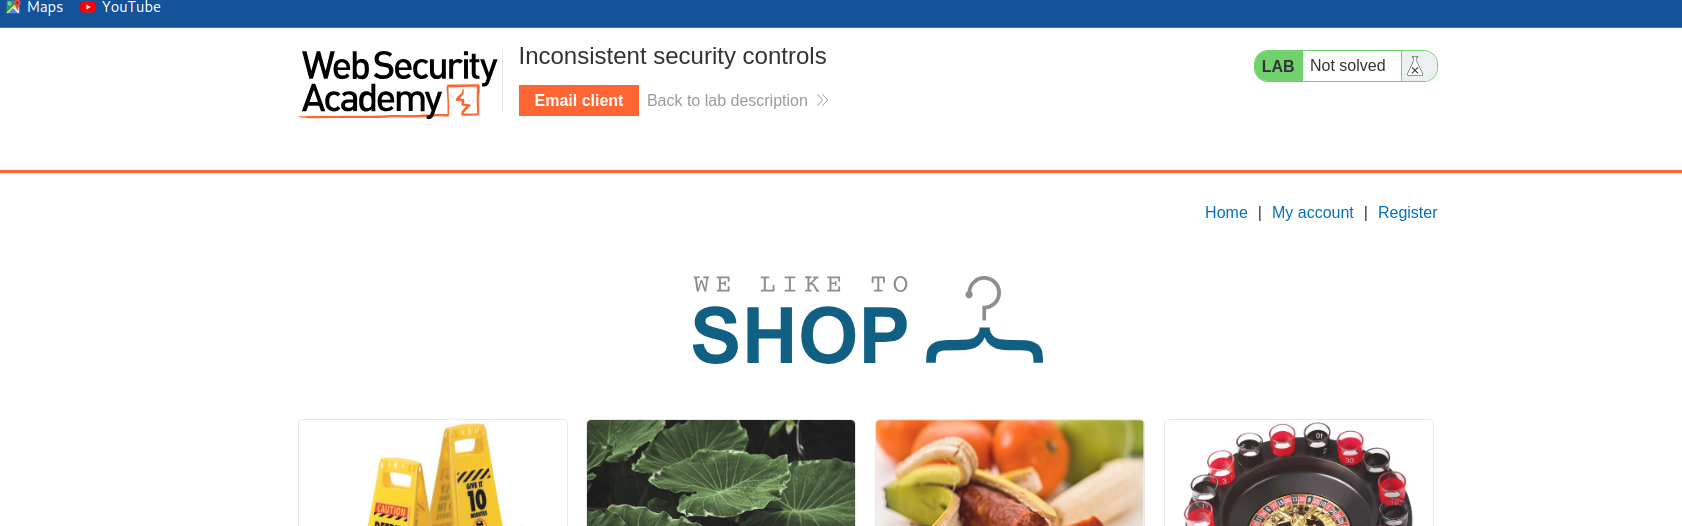 Maps YouTube
Web Security
Academy
Inconsistent security controls
Email client Back to lab description
LAB Not solved
Home | My account | Register
WE LIKE TO
SHOP
CAUTION
GIVE IT
10
MINUTES